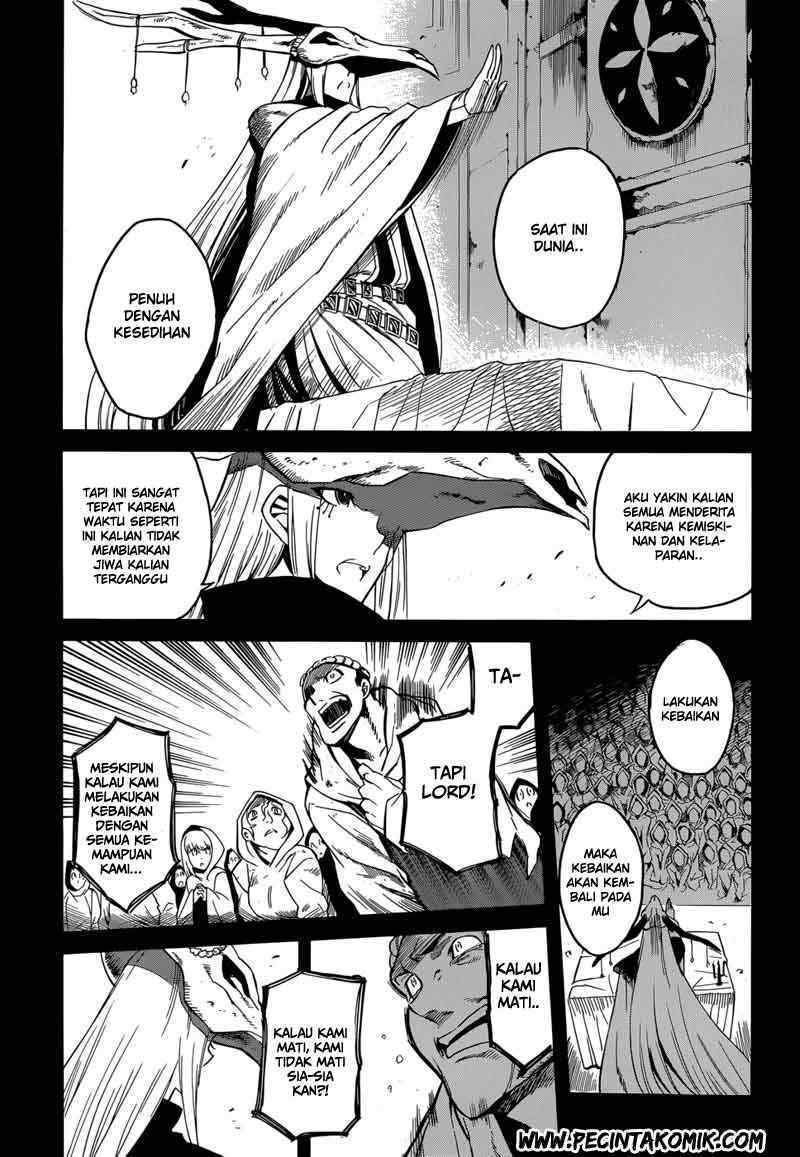 SAAT INI
DUNIA..
PENUH
DENGAN
KESEDIHAN
AKU YAKIN KALIAN
SEMUA MENDERITA
KARENA KEMISKI-
NAN DAN KELA-
PARAN..
TAPI INI SANGAT
TEPAT KARENA
WAKTU SEPERTI
INI KALIAN TIDAK
MEMBIARKAN
JIWA KALIAN
TERGANGGU
LAKUKAN
KEBAIKAN
MAKA
KEBAIKAN
AKAN KEM-
BALI PADA
MU
TA-
TAPI
LORD!
MESKIPUN
KALAU KAMI
MELAKUKAN
KEBAIKAN
DENGAN
SEMUA KE-
MAMPUAN
KAMI...
KALAU
KAMI
MATI..
KALAU KAMI
MATI, KAMI
TIDAK MATI
SIA-SIA
KAN?!
WWW.PECINTAKOMIK.COM